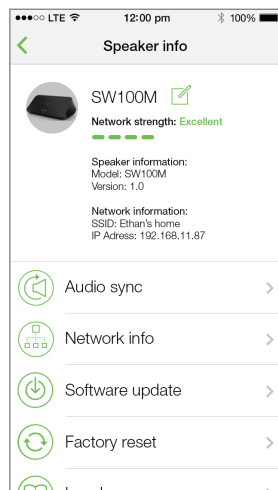 LTE 12:00 pm 100%
Speaker info
SW100M
Network strength: Excellent
Speaker information:
Model: SW100M
Version: 1.0
Network information:
SSID: Ethan's home
IP Adress: 192.168.11.87
Audio sync
Network info
Software update
Factory reset